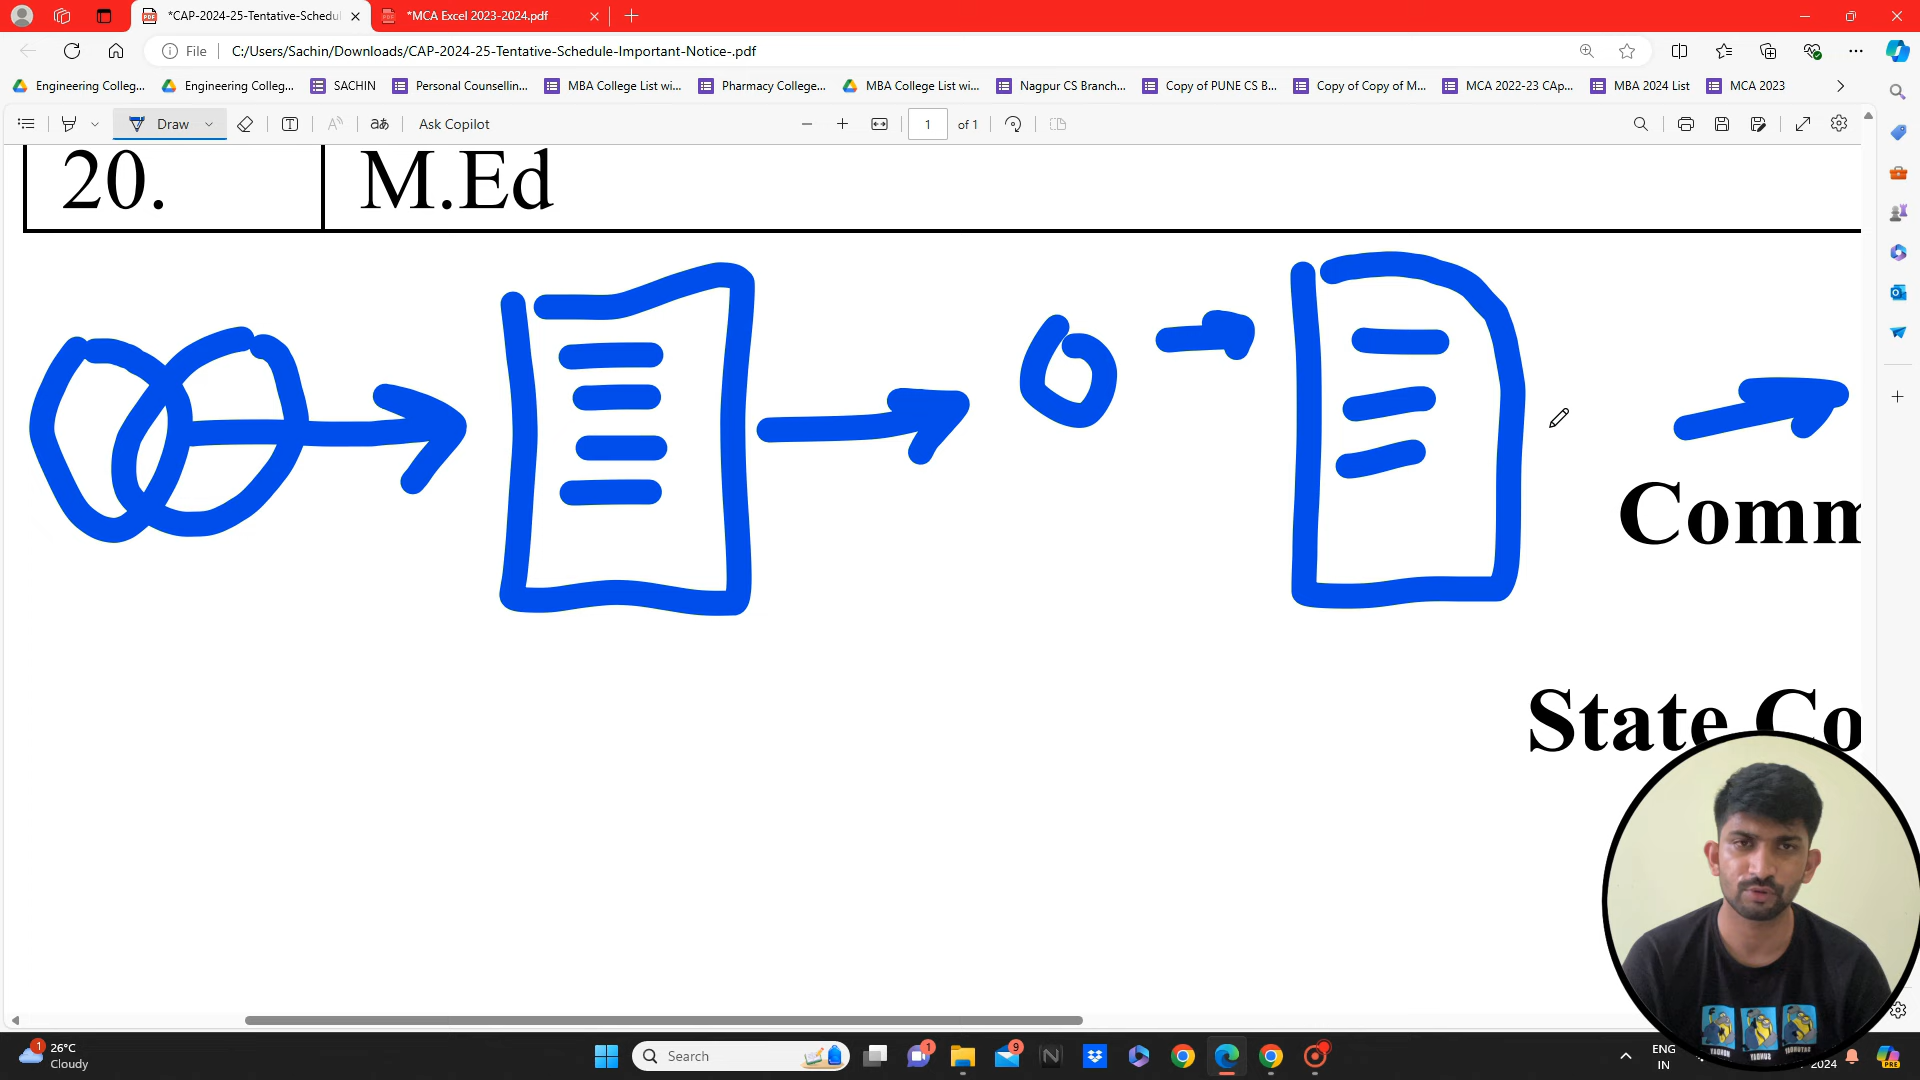 *CAP-2024-25-Tentative-Schedul
*MCA Excel 2023-2024.pdf
File
C:/Users/Sachin/Downloads/CAP-2024-25-Tentative-Schedule-Important-Notice-.pdf
Engineering Colleg...
Engineering Colleg...
SACHIN
Personal Counsellin...
MBA College List wi...
Pharmacy College...
MBA College List wi...
Nagpur CS Branch...
Copy of PUNE CS B...
Copy of Copy of M...
MCA 2022-23 CAp...
MBA 2024 List
MCA 2023
Draw
Ask Copilot
1
of 1
20.
M.Ed
Comm
State Co
1
26°C
Cloudy
Search
1
9
ENG
IN
2024
PRE